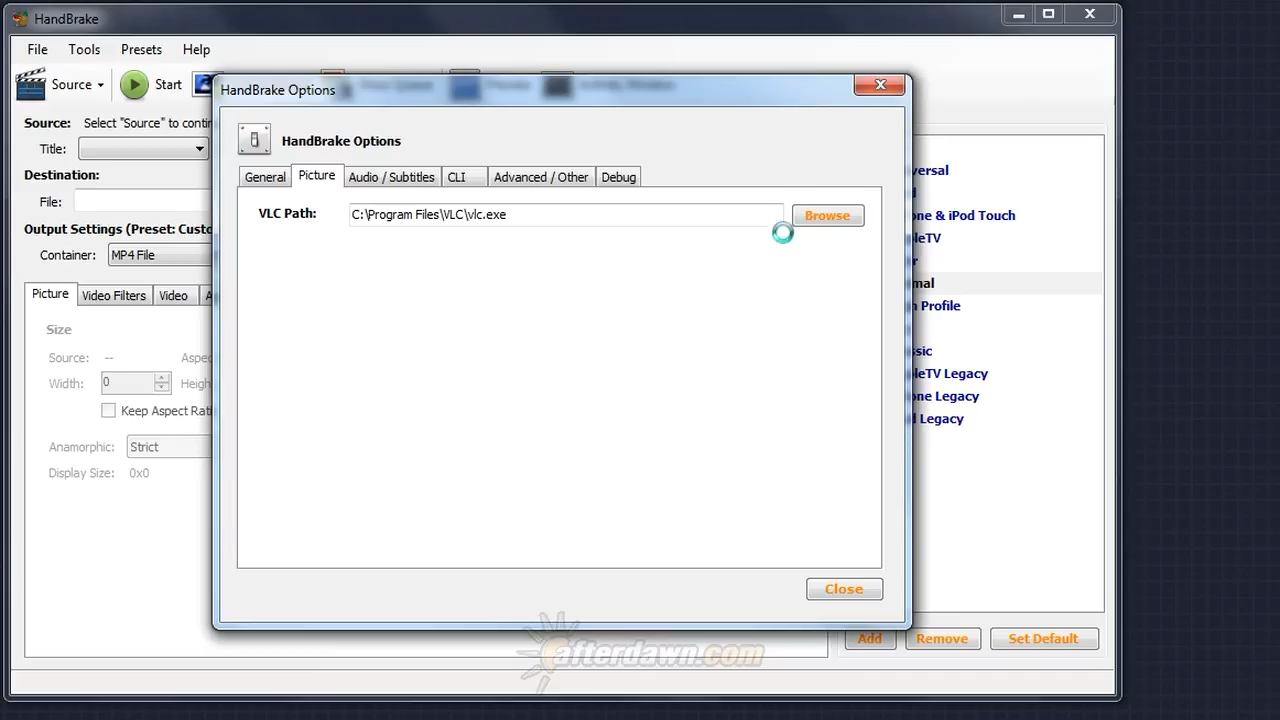 HandBrake
File Tools Presets Help
Source Start
HandBrake Options
Source: Select "Source" to contin
Title:
Destination:
File:
Output Settings (Preset: Custo
Container: MP4 File
Picture Video Filters Video A
Size
Source: -- Aspec
Width: 0 Heigh
Keep Aspect Rati
Anamorphic: Strict
Display Size: 0x0
HandBrake Options
General Picture Audio / Subtitles CLI Advanced / Other Debug
VLC Path: C:\Program Files\VLC\vlc.exe Browse
Close
versal
one & iPod Touch
leTV
mal
h Profile
ssic
leTV Legacy
one Legacy
d Legacy
Add Remove Set Default
afterdawn.com